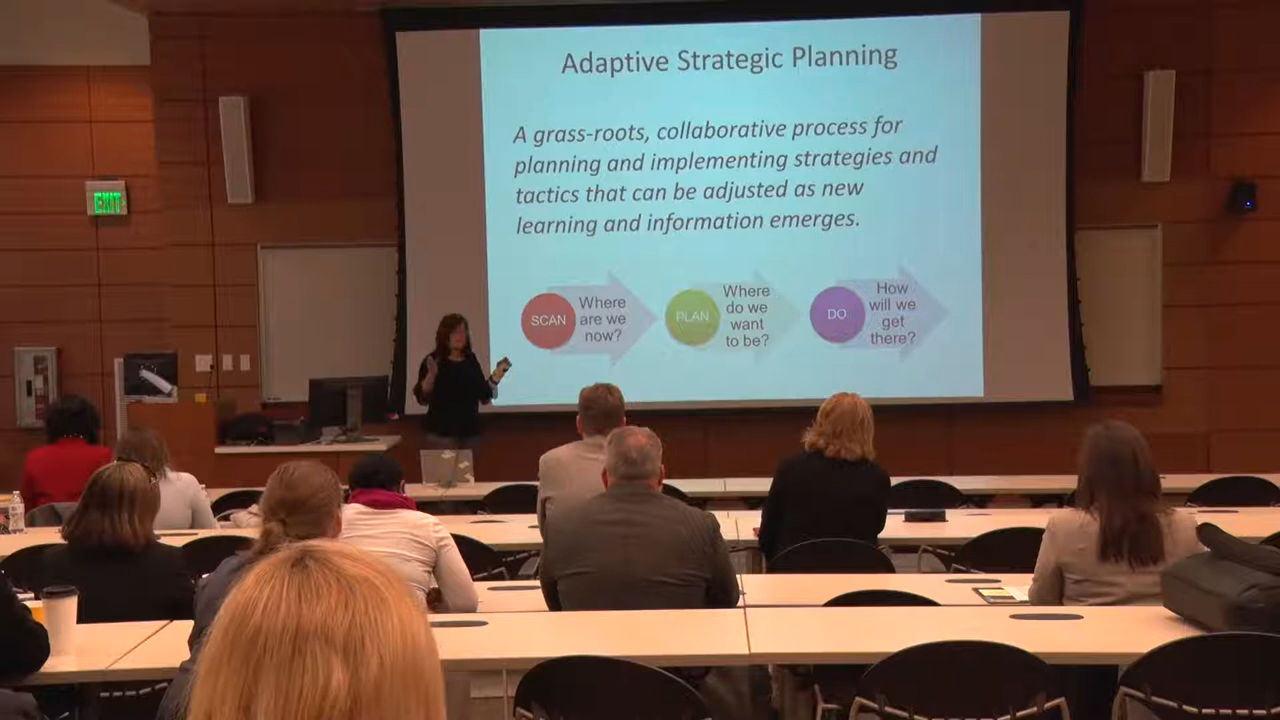 Adaptive Strategic Planning
A grass-roots, collaborative process for
planning and implementing strategies and
tactics that can be adjusted as new
learning and information emerges.
SCAN
Where
are we
now?
PLAN
Where
do we
want
to be?
DO
How
will we
get
there?
EXIT